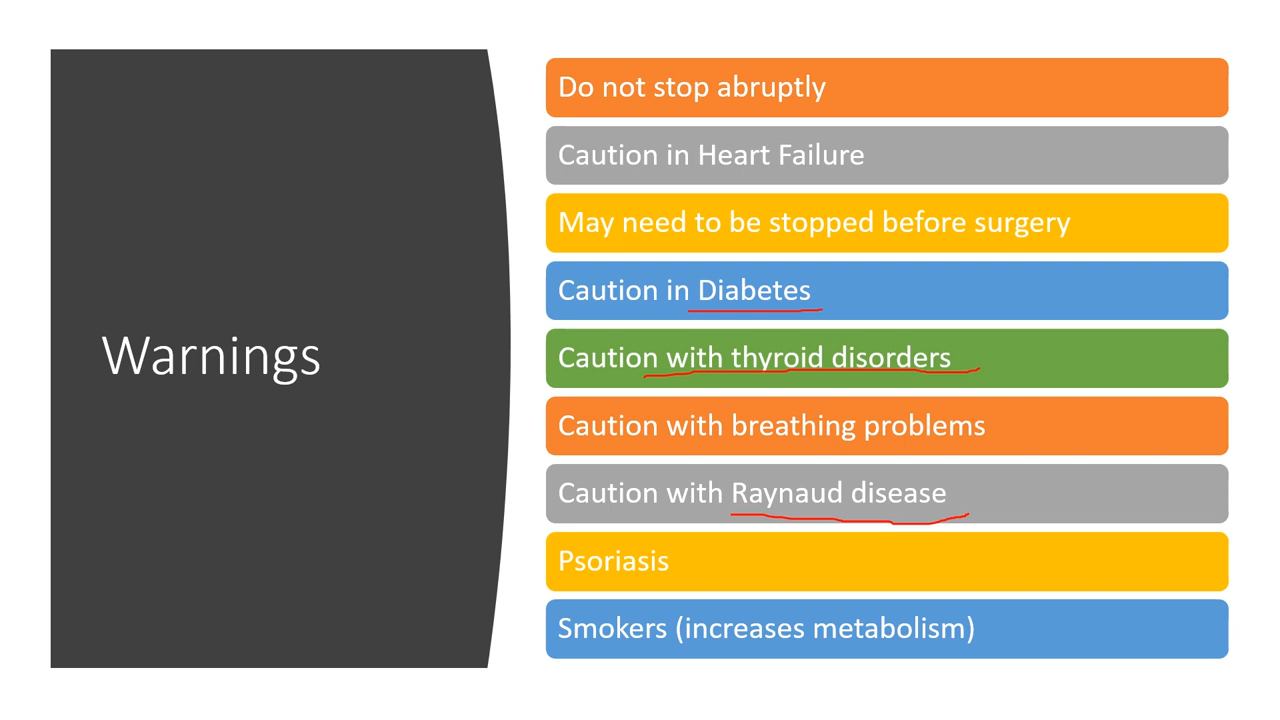 Warnings
Do not stop abruptly
Caution in Heart Failure
May need to be stopped before surgery
Caution in Diabetes
Caution with thyroid disorders
Caution with breathing problems
Caution with Raynaud disease
Psoriasis
Smokers (increases metabolism)